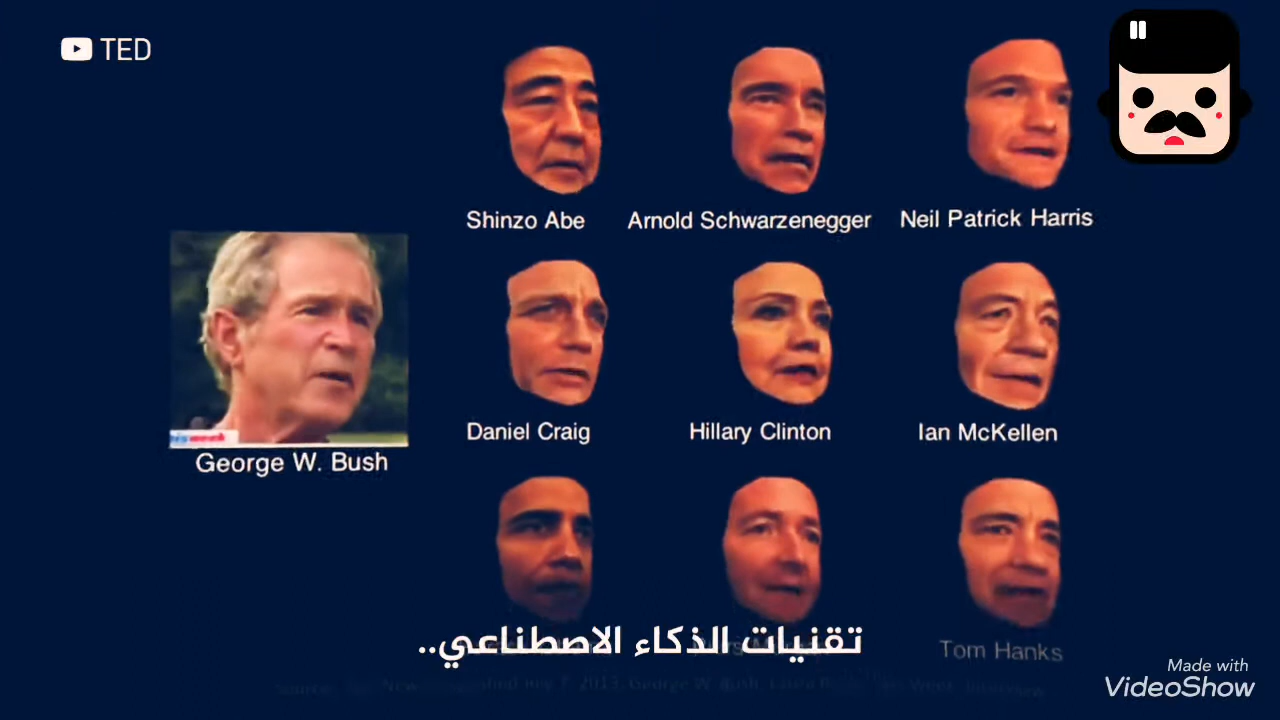 TED
Shinzo Abe
Arnold Schwarzenegger
Neil Patrick Harris
George W. Bush
Daniel Craig
Hillary Clinton
Ian McKellen
Tom Hanks
تقنيات الذكاء الاصطناعي..
Made with
VideoShow